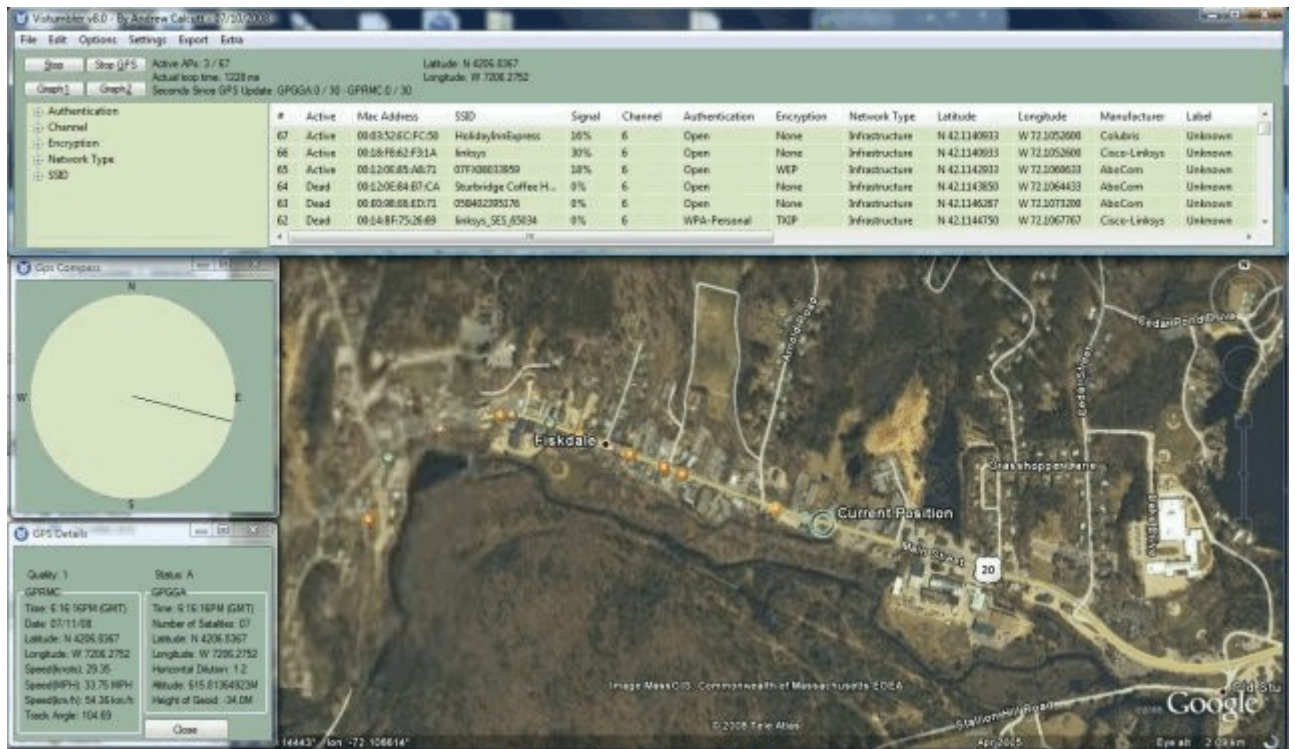 Vistumbler v8.0 - By Andrew Calcutt - 07/10/2008
File Edit Options Settings Export Extra
Stop Stop GPS Active APs: 3 / 67 Latitude: N 4206.8367
Actual loop time: 1228 ms Longitude: W 7206.2752
Graph1 Graph2 Seconds Since GPS Update: GPGGA:0 / 30 - GPRMC:0 / 30
Authentication
Channel
Encryption
Network Type
SSID
# Active Mac Address SSID Signal Channel Authentication Encryption Network Type Latitude Longitude Manufacturer Label
67 Active 00:03:52:EC:FC:50 HolidayInnExpress 16% 6 Open None Infrastructure N 42.1140933 W 72.1052600 Colubris Unknown
66 Active 00:18:F8:62:F3:1A linksys 30% 6 Open None Infrastructure N 42.1140933 W 72.1052600 Cisco-Linksys Unknown
65 Active 00:12:0E:85:A8:71 07FX08033959 18% 6 Open WEP Infrastructure N 42.1142933 W 72.1060633 AboCom Unknown
64 Dead 00:12:0E:84:B7:CA Sturbridge Coffee H... 0% 6 Open None Infrastructure N 42.1143850 W 72.1064433 AboCom Unknown
63 Dead 05B402395176 0% 6 Open None Infrastructure N 42.1146267 W 72.1073200 AboCom Unknown
62 Dead 00:14:BF:75:26:69 linksys_SES_65034 0% 6 WPA-Personal TKIP Infrastructure N 42.1144750 W 72.1067767 Cisco-Linksys Unknown
Gps Compass
N
W E
S
GPS Details
Quality: 1 Status: A
GPRMC GPGGA
Time: 6:16:16PM (GMT) Time: 6:16:16PM (GMT)
Date: 07/11/08 Number of Satalites: 07
Latitude: N 4206.8367 Latitude: N 4206.8367
Longitude: W 7206.2752 Longitude: W 7206.2752
Speed(knots): 29.35 Horizontal Dilution: 1.2
Speed(MPH): 33.75 MPH Altitude: 615.81364923M
Speed(km/h): 54.36 km/h Height of Geoid: -34.0M
Track Angle: 104.69
Close
N
Cedar Pond Drive
Arnold Road
Cedar Street
Fiskdale
Grasshopper Lane
Current Position
Main Street
20
Image MassGIS, Commonwealth of Massachusetts EOEA
© 2008 Tele Atlas
Stallion Hill Road
Old Stu
Google
14443° lon -72.106614°
Apr 2005
Eye alt 2.09 km